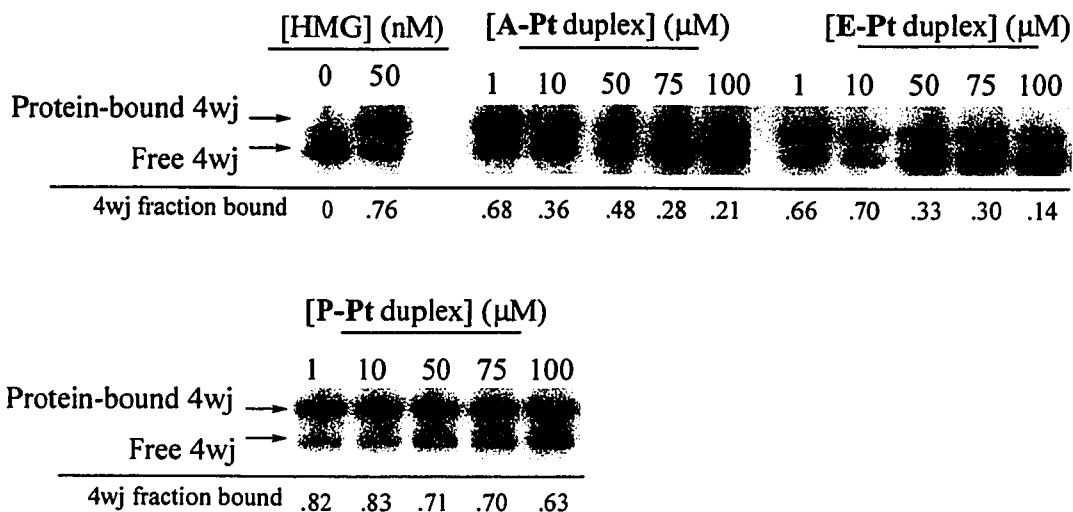 [HMG] (nM) [A-Pt duplex] (μM) [E-Pt duplex] (μM)
0 50 1 10 50 75 100 1 10 50 75 100
Protein-bound 4wj
Free 4wj
4wj fraction bound 0 .76 .68 .36 .48 .28 .21 .66 .70 .33 .30 .14
[P-Pt duplex] (μM)
1 10 50 75 100
Protein-bound 4wj
Free 4wj
4wj fraction bound .82 .83 .71 .70 .63